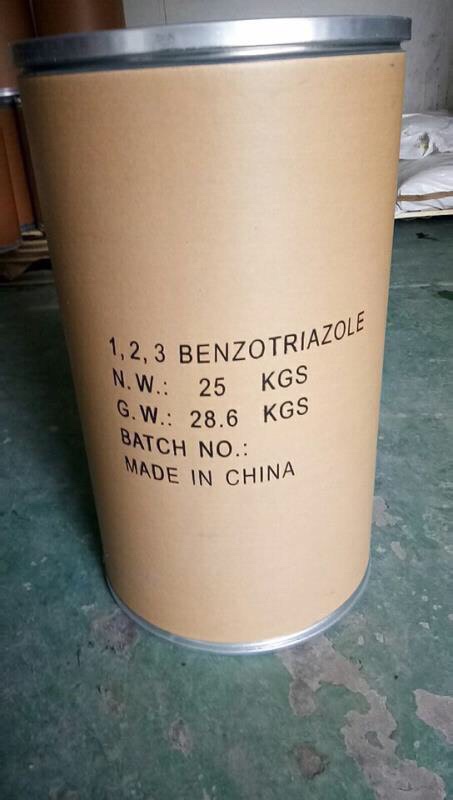 1,2,3 BENZOTRIAZOLE
N.W.: 25 KGS
G.W.: 28.6 KGS
BATCH NO.:
MADE IN CHINA